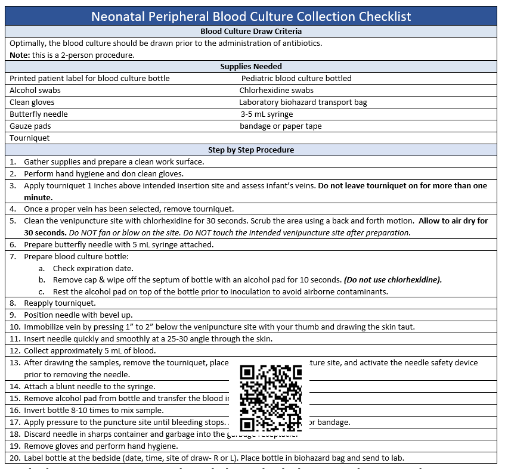 Neonatal Peripheral Blood Culture Collection Checklist
Blood Culture Draw Criteria
Optimally, the blood culture should be drawn prior to the administration of antibiotics.
Note: this is a 2-person procedure.
Supplies Needed
Printed patient label for blood culture bottle Pediatric blood culture bottled
Alcohol swabs Chlorhexidine swabs
Clean gloves Laboratory biohazard transport bag
Butterfly needle 3-5 mL syringe
Gauze pads bandage or paper tape
Tourniquet
Step by Step Procedure
1. Gather supplies and prepare a clean work surface.
2. Perform hand hygiene and don clean gloves.
3. Apply tourniquet 1 inches above intended insertion site and assess infant's veins. Do not leave tourniquet on for more than one
minute.
4. Once a proper vein has been selected, remove tourniquet.
5. Clean the venipuncture site with chlorhexidine for 30 seconds. Scrub the area using a back and forth motion. Allow to air dry for
30 seconds. Do NOT fan or blow on the site. Do NOT touch the intended venipuncture site after preparation.
6. Prepare butterfly needle with 5 mL syringe attached.
7. Prepare blood culture bottle:
a. Check expiration date.
b. Remove cap & wipe off the septum of bottle with an alcohol pad for 10 seconds. (Do not use chlorhexidine).
c. Rest the alcohol pad on top of the bottle prior to inoculation to avoid airborne contaminants.
8. Reapply tourniquet.
9. Position needle with bevel up.
10. Immobilize vein by pressing 1" to 2" below the venipuncture site with your thumb and drawing the skin taut.
11. Insert needle quickly and smoothly at a 25-30 angle through the skin.
12. Collect approximately 5 mL of blood.
13. After drawing the samples, remove the tourniquet, place ture site, and activate the needle safety device
prior to removing the needle.
14. Attach a blunt needle to the syringe.
15. Remove alcohol pad from bottle and transfer the blood i
16. Invert bottle 8-10 times to mix sample.
17. Apply pressure to the puncture site until bleeding stops. or bandage.
18. Discard needle in sharps container and garbage into the
19. Remove gloves and perform hand hygiene.
20. Label bottle at the bedside (date, time, site of draw- R or L). Place bottle in biohazard bag and send to lab.